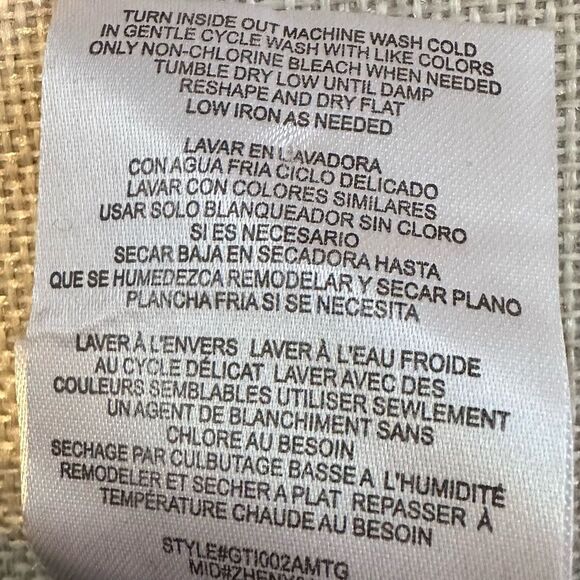 TURN INSIDE OUT MACHINE WASH COLD
IN GENTLE CYCLE WASH WITH LIKE COLORS
ONLY NON-CHLORINE BLEACH WHEN NEEDED
TUMBLE DRY LOW UNTIL DAMP
RESHAPE AND DRY FLAT
LOW IRON AS NEEDED
LAVAR EN LAVADORA
CON AGUA FRIA CICLO DELICADO
LAVAR CON COLORES SIMILARES
USAR SOLO BLANQUEADOR SIN CLORO
SI ES NECESARIO
SECAR BAJA EN SECADORA HASTA
QUE SE HUMEDEZCA REMODELAR Y SECAR PLANO
PLANCHA FRIA SI SE NECESITA
LAVER À L'ENVERS LAVER À L'EAU FROIDE
AU CYCLE DÉLICAT LAVER AVEC DES
COULEURS SEMBLABLES UTILISER SEWLEMENT
UN AGENT DE BLANCHIMENT SANS
CHLORE AU BESOIN
SECHAGE PAR CULBUTAGE BASSE A L'HUMIDITÉ
REMODELER ET SECHER A PLAT REPASSER À
TEMPÉRATURE CHAUDE AU BESOIN
STYLE#GTI002AMTG